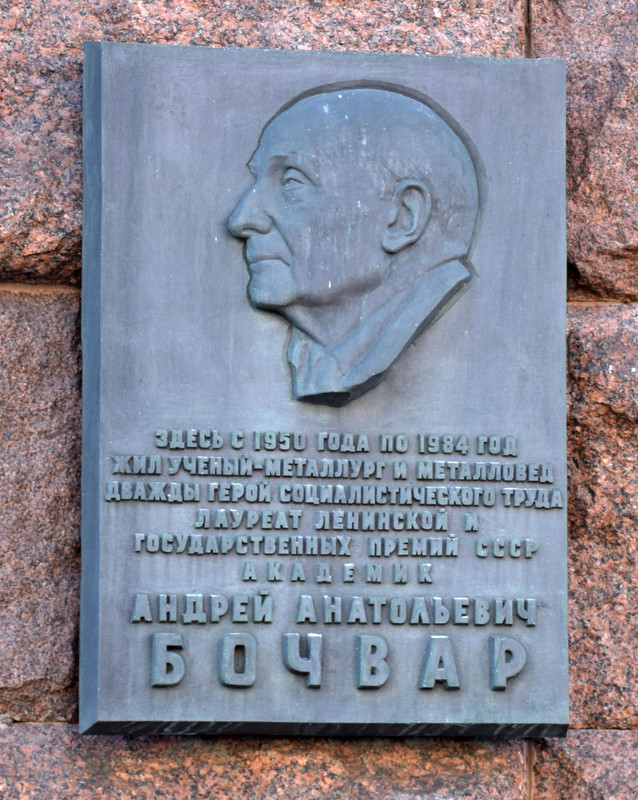 ЗДЕСЬ С 1950 ГОДА ПО 1984 ГОД
ЖИЛ УЧЕНЫЙ-МЕТАЛЛУРГ И МЕТАЛЛОВЕД
ДВАЖДЫ ГЕРОЙ СОЦИАЛИСТИЧЕСКОГО ТРУДА
ЛАУРЕАТ ЛЕНИНСКОЙ И
ГОСУДАРСТВЕННЫХ ПРЕМИЙ СССР
АКАДЕМИК
АНДРЕЙ АНАТОЛЬЕВИЧ
БОЧВАР